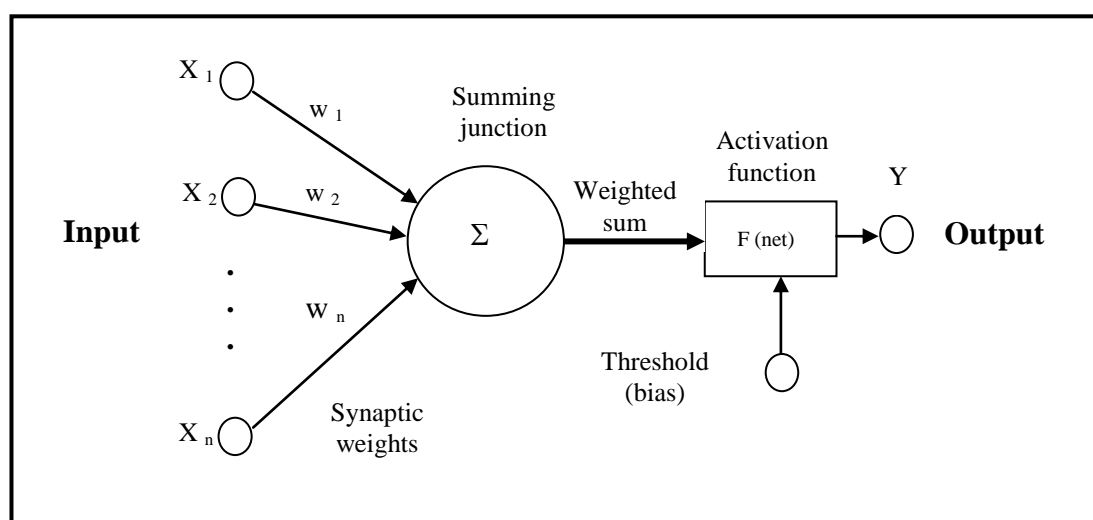 X 1
w 1
Summing
junction
Activation
function
X 2
w 2
Weighted
sum
Y
Input
Σ
F (net)
Output
w n
Threshold
(bias)
X n
Synaptic
weights